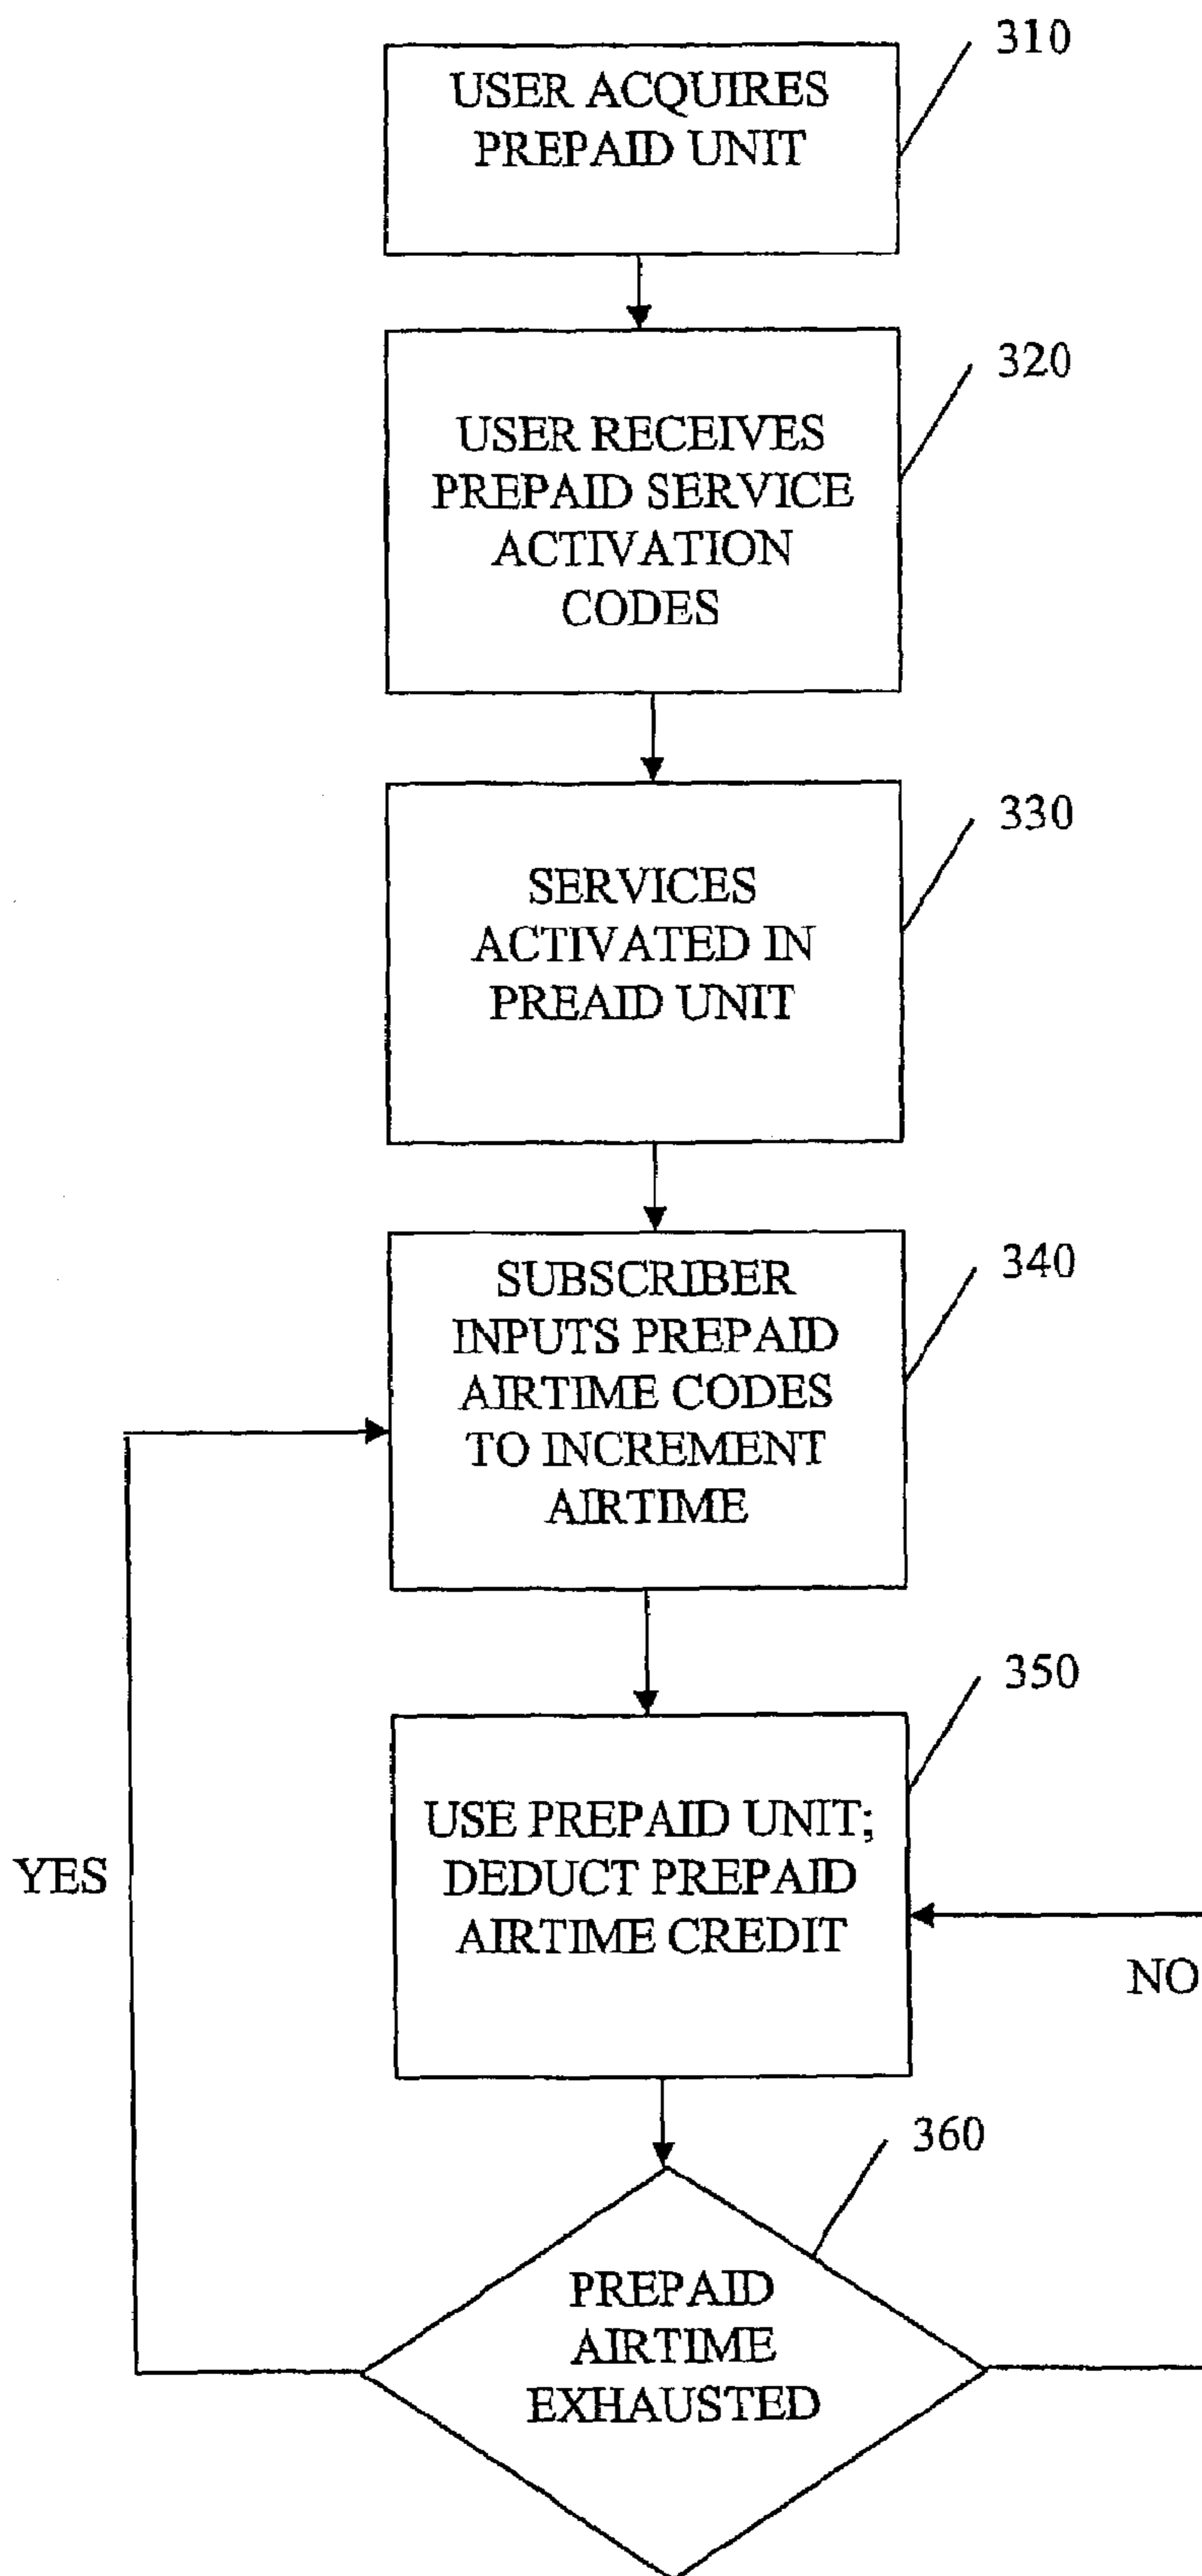 310
USER ACQUIRES
PREPAID UNIT
320
USER RECEIVES
PREPAID SERVICE
ACTIVATION
CODES
330
SERVICES
ACTIVATED IN
PREAID UNIT
340
SUBSCRIBER
INPUTS PREPAID
AIRTIME CODES
TO INCREMENT
AIRTIME
350
USE PREPAID UNIT;
DEDUCT PREPAID
AIRTIME CREDIT
YES
NO
360
PREPAID
AIRTIME
EXHAUSTED